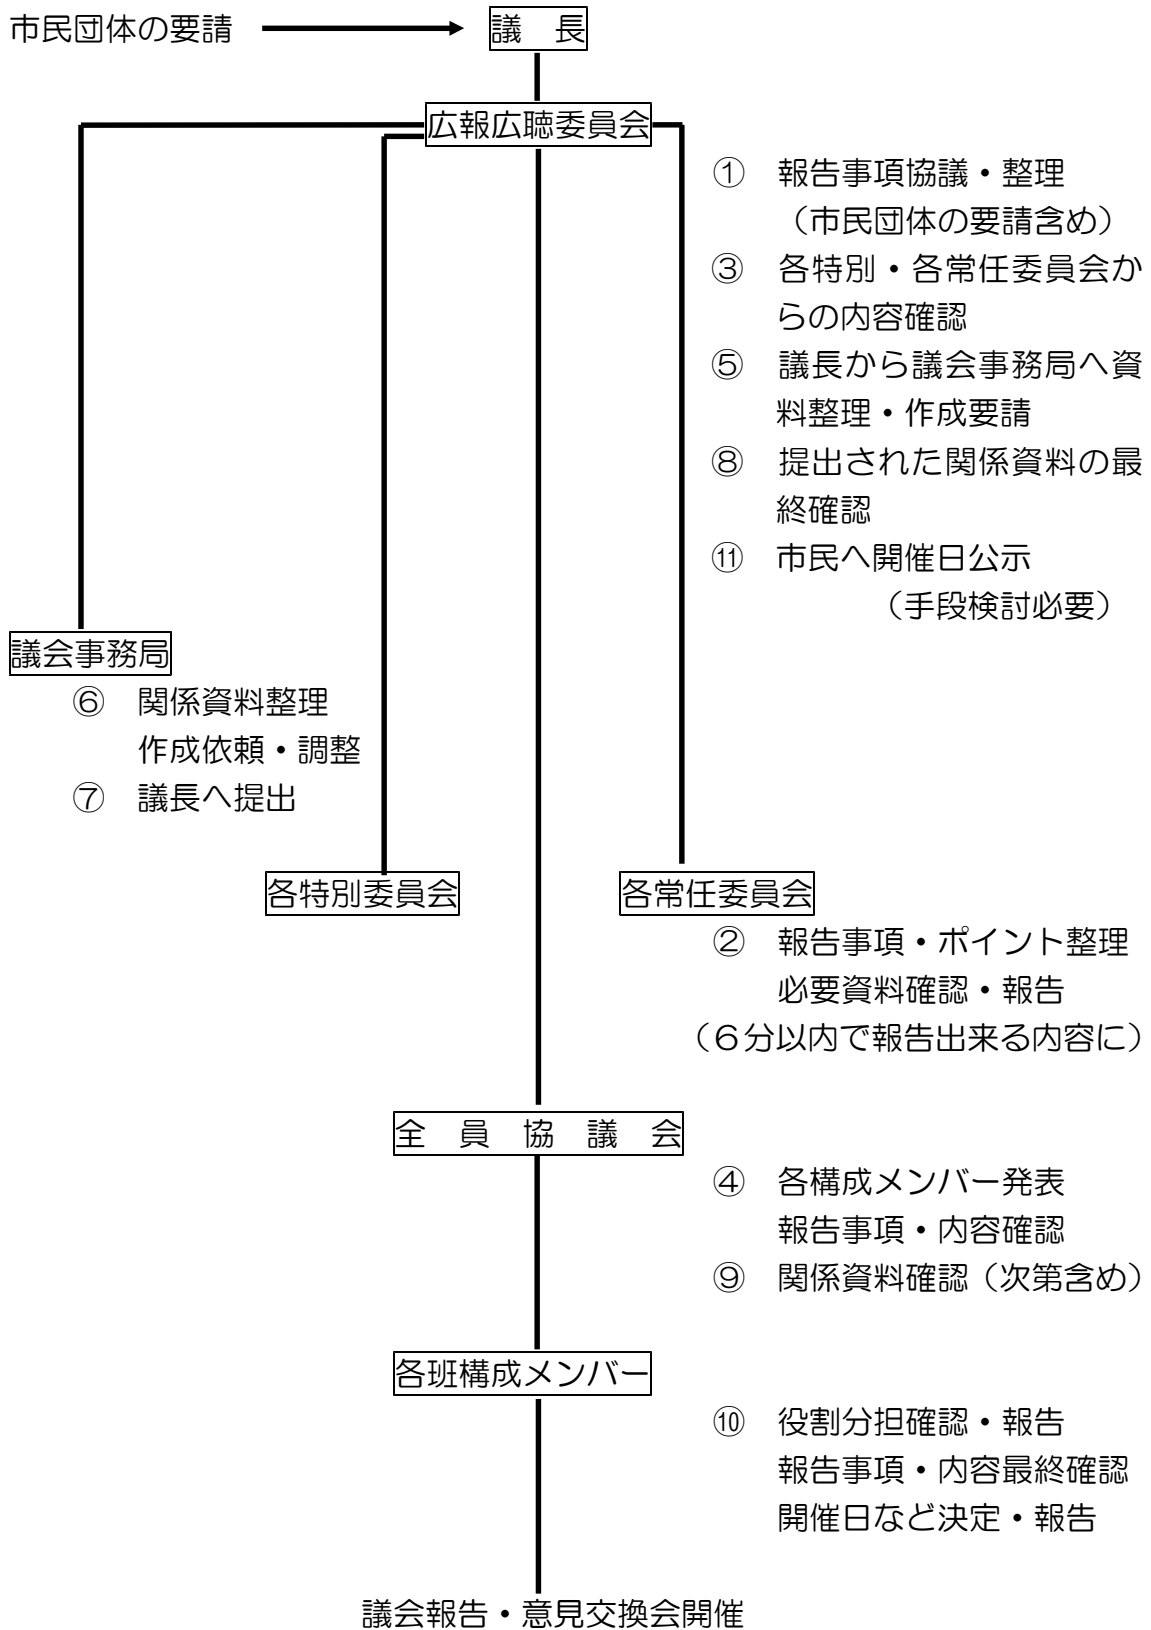 市民団体の要請
議　長
広報広聴委員会
①　報告事項協議・整理
（市民団体の要請含め）
③　各特別・各常任委員会か
らの内容確認
⑤　議長から議会事務局へ資
料整理・作成要請
⑧　提出された関係資料の最
終確認
⑪　市民へ開催日公示
（手段検討必要）
議会事務局
⑥　関係資料整理
作成依頼・調整
⑦　議長へ提出
各特別委員会
各常任委員会
②　報告事項・ポイント整理
必要資料確認・報告
（６分以内で報告出来る内容に）
全　員　協　議　会
④　各構成メンバー発表
報告事項・内容確認
⑨　関係資料確認（次第含め）
各班構成メンバー
⑩　役割分担確認・報告
報告事項・内容最終確認
開催日など決定・報告
議会報告・意見交換会開催